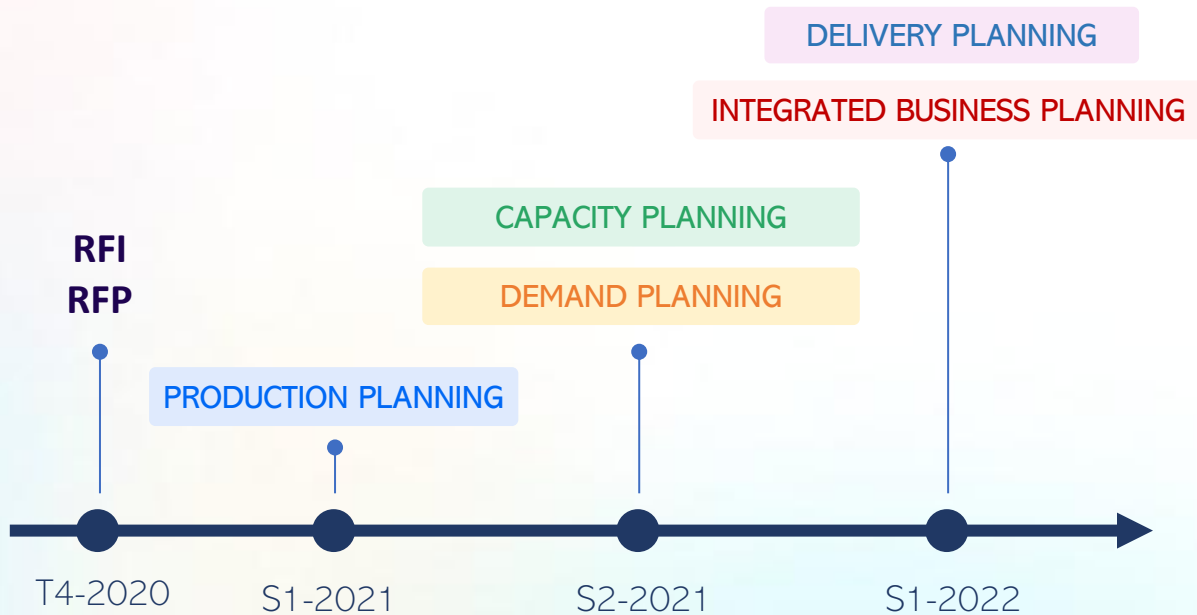 DELIVERY PLANNING
INTEGRATED BUSINESS PLANNING
CAPACITY PLANNING
DEMAND PLANNING
RFI
RFP
PRODUCTION PLANNING
T4-2020
S1-2021
S2-2021
S1-2022